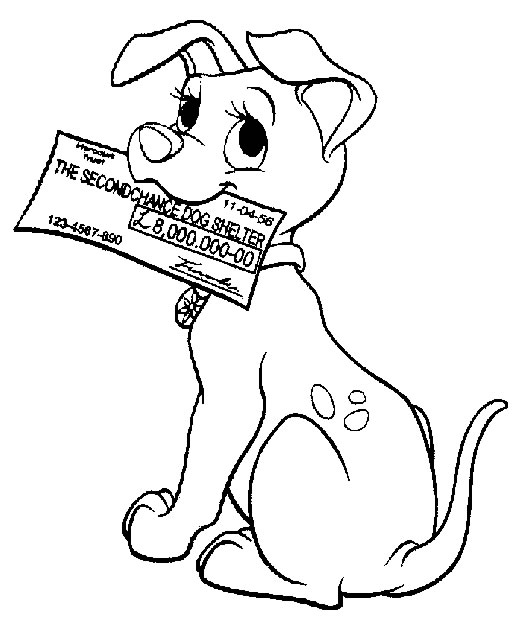 THE SECONDCHANCE DOG SHELTER
11-04-56
£8,000.000-00
123-4567-890